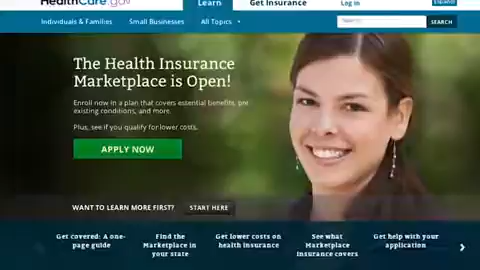 HealthCare.gov
Learn
Get Insurance
Log in
Español
Individuals & Families
Small Businesses
All Topics
Search
SEARCH
The Health Insurance
Marketplace is Open!
Enroll now in a plan that covers essential benefits, pre-
existing conditions, and more.
Plus, see if you qualify for lower costs.
APPLY NOW
WANT TO LEARN MORE FIRST?
START HERE
Get covered: A one-
page guide
Find the
Marketplace in
your state
Get lower costs on
health insurance
See what
Marketplace
insurance covers
Get help with your
application